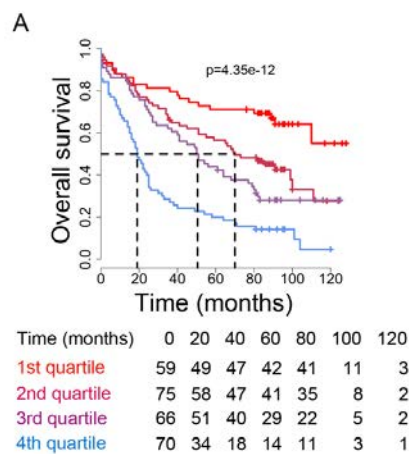 A
p=4.35e-12
Overall survival
1.0
0.8
0.6
0.4
0.2
0.0
0 20 40 60 80 100 120
Time (months)
Time (months) 0 20 40 60 80 100 120
1st quartile 59 49 47 42 41 11 3
2nd quartile 75 58 47 41 35 8 2
3rd quartile 66 51 40 29 22 5 2
4th quartile 70 34 18 14 11 3 1